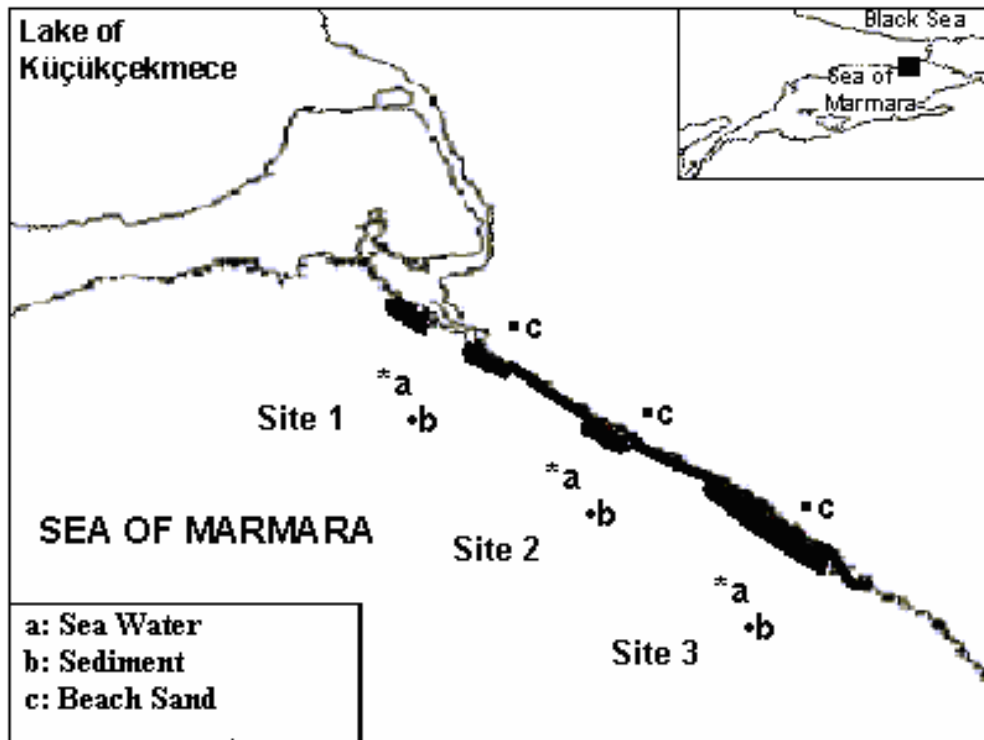 Lake of
Küçükçekmece
Black Sea
Sea of
Marmara
c
*a
Site 1
b
c
*a
b
Site 2
c
*a
b
Site 3
SEA OF MARMARA
a: Sea Water
b: Sediment
c: Beach Sand